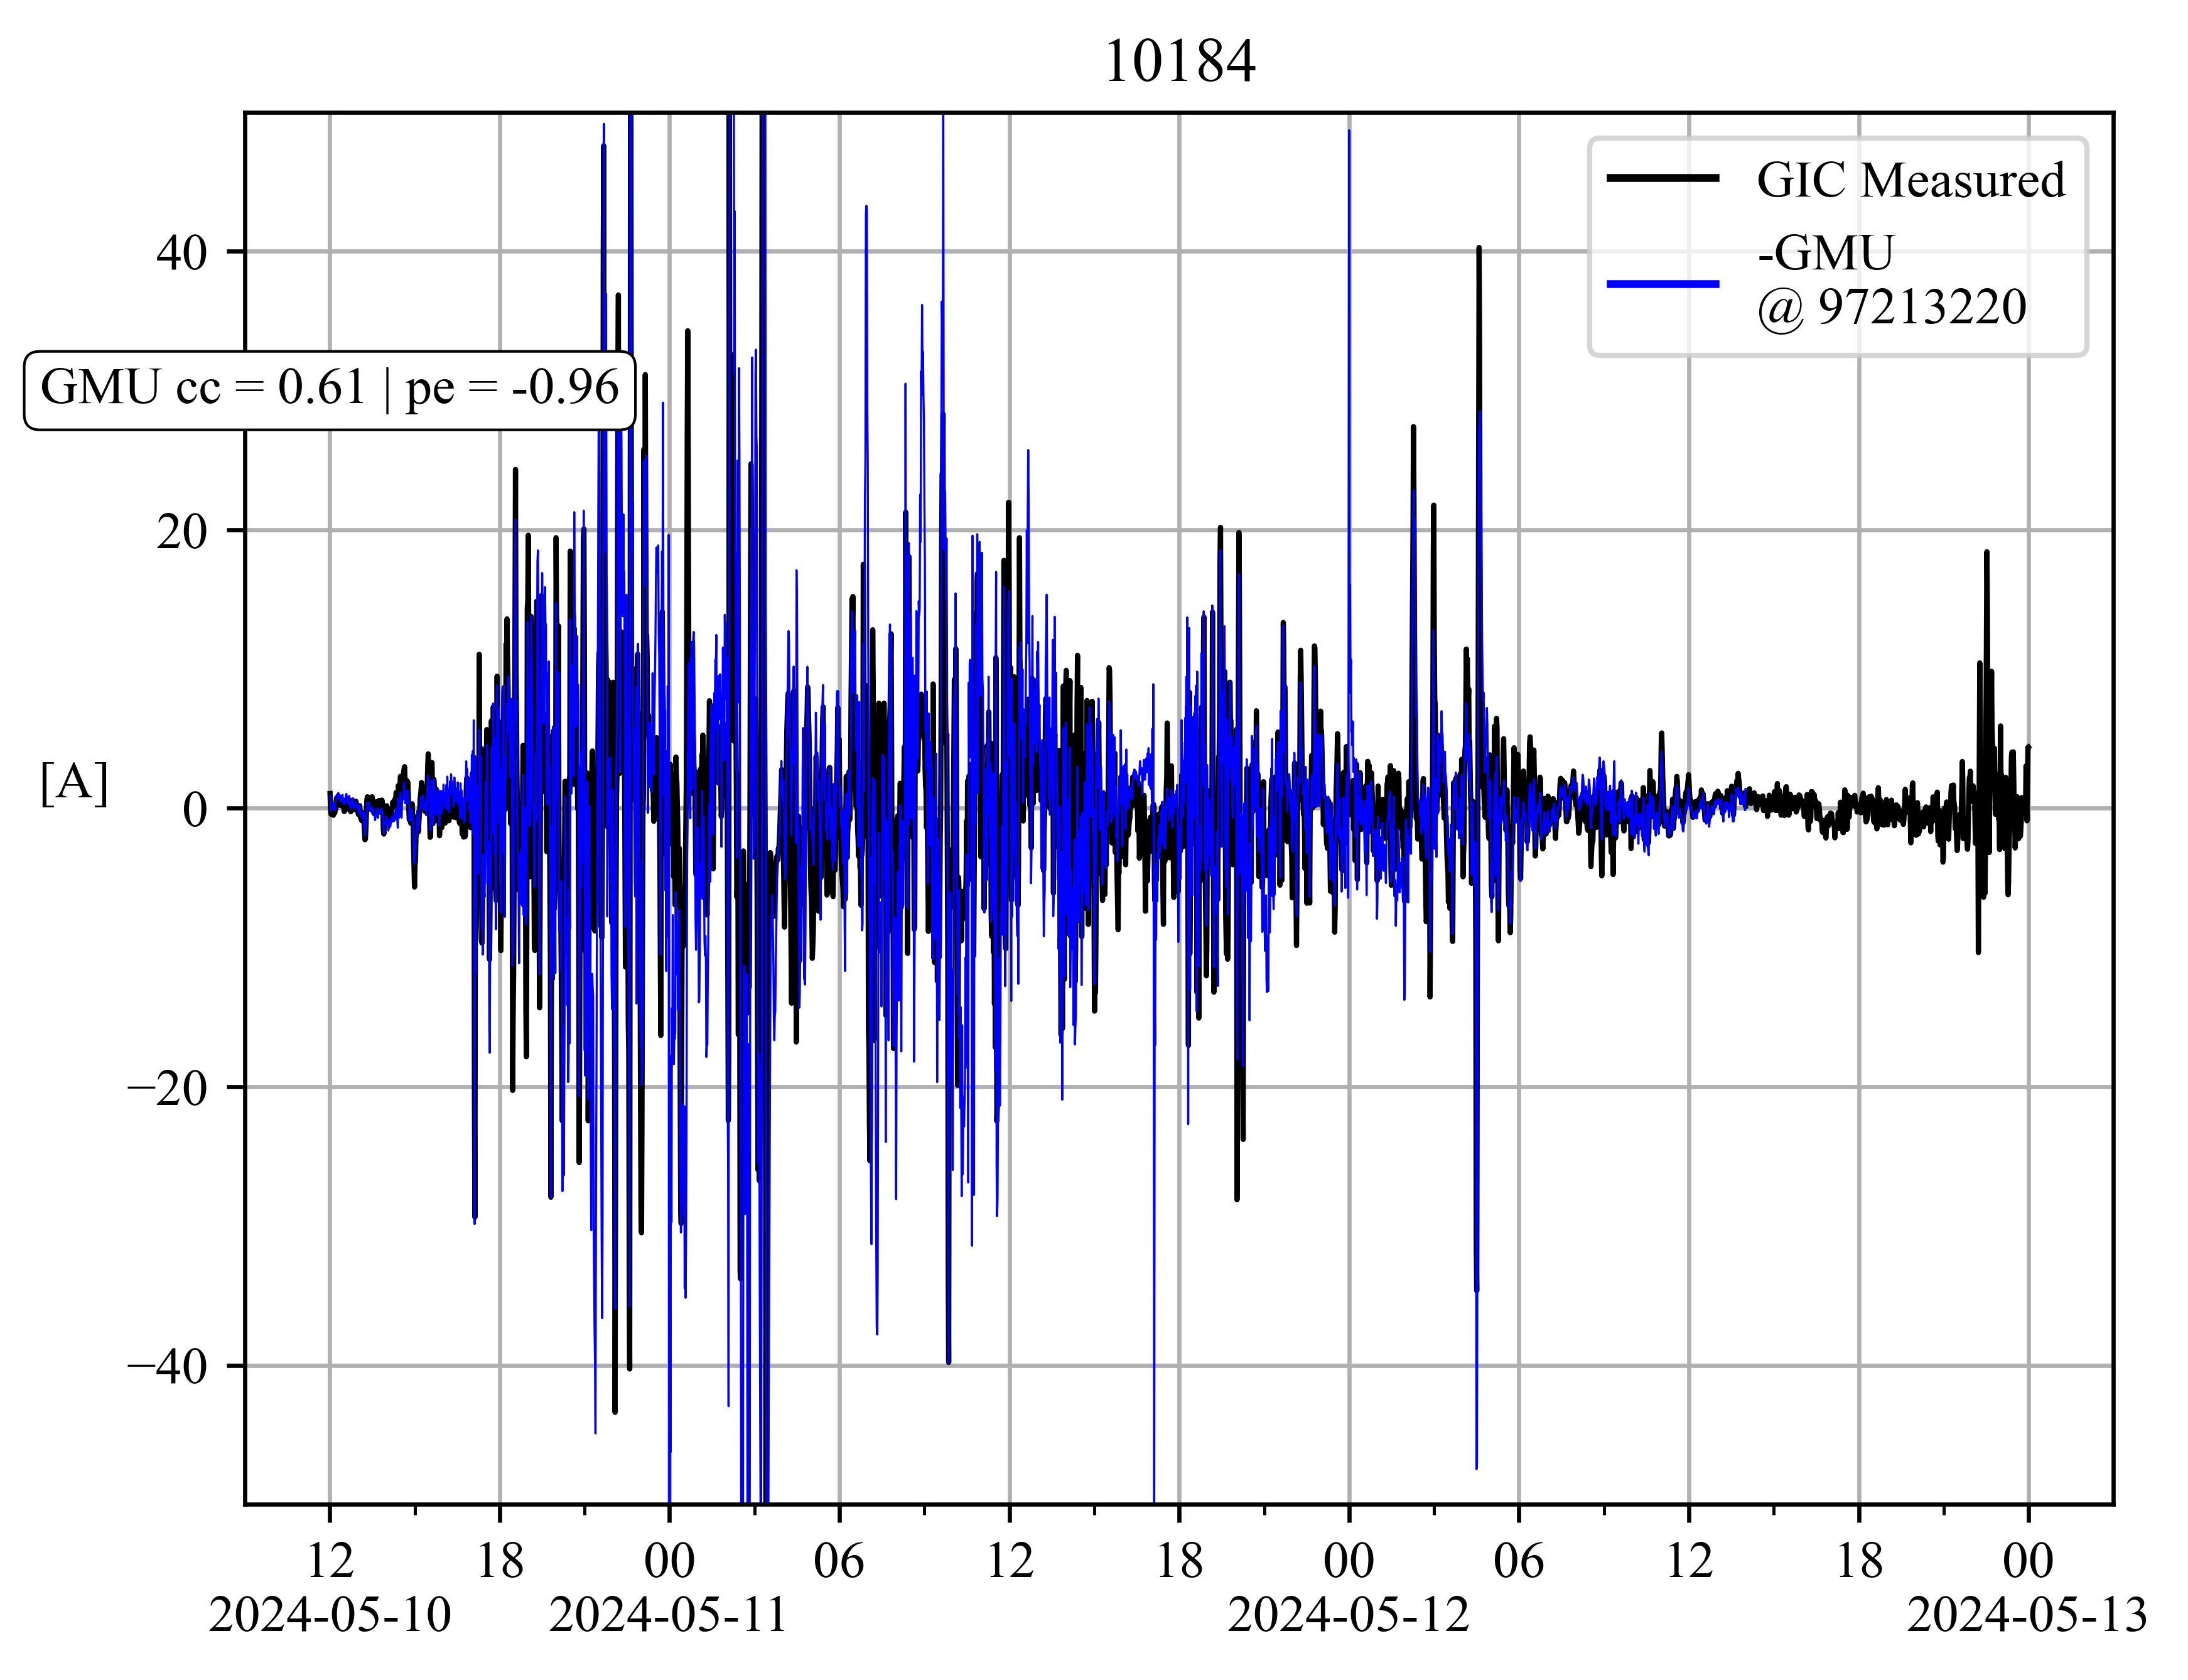 10184
GIC Measured
-GMU
@ 97213220
GMU cc = 0.61 | pe = -0.96
[A]
40
20
0
−20
−40
12 18 00 06 12 18 00 06 12 18 00
2024-05-10 2024-05-11 2024-05-12 2024-05-13